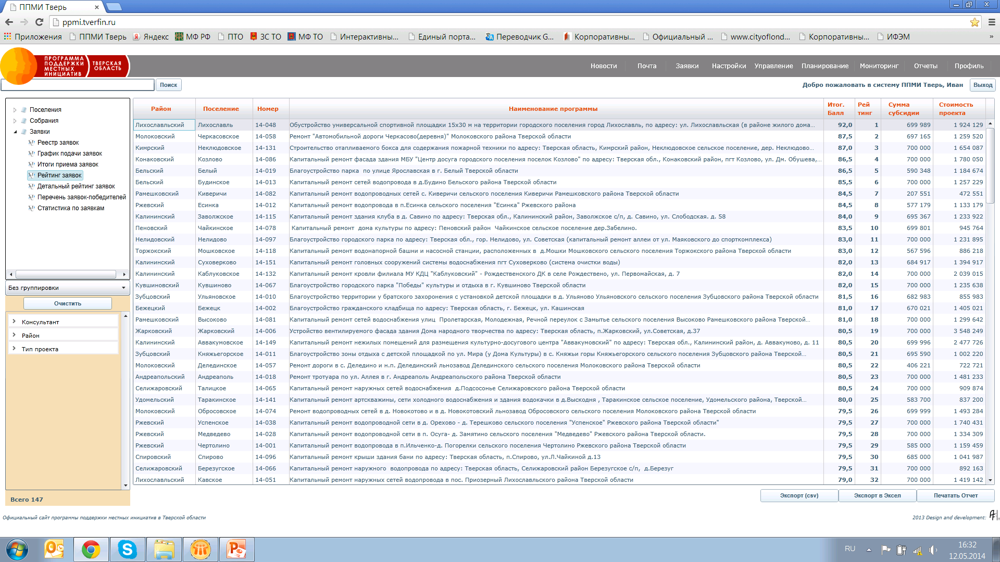 ППМИ Тверь
ppmi.tverfin.ru
Приложения ППМИ Тверь Яндекс МФ РФ ПТО ЗС ТО МФ ТО Интерактивны... Единый порта... Переводчик G... Корпоративны... Официальный ... www.cityoflond... Корпоративны... ИФЭМ »
ПРОГРАММА ПОДДЕРЖКИ МЕСТНЫХ ИНИЦИАТИВ ТВЕРСКАЯ ОБЛАСТЬ
Новости Почта Заявки Настройки Управление Планирование Мониторинг Отчеты Профиль
Поиск
Добро пожаловать в систему ППМИ Тверь, Иван Выход
Поселения
Собрания
Заявки
Реестр заявок
График подачи заявок
Итоги приема заявок
Рейтинг заявок
Детальный рейтинг заявок
Перечень заявок-победителей
Статистика по заявкам
Без группировки
Очистить
Консультант
Район
Тип проекта
Всего 147
Район Поселение Номер Наименование программы Итог. Балл Рей тинг Сумма субсидии Стоимость проекта
Лихославльский Лихославль 14-048 Обустройство универсальной спортивной площадки 15х30 м на территории городского поселения город Лихославль, по адресу: ул. Лихославльская (в районе жилого дома... 92,0 1 699 989 1 924 129
Молоковский Черкасовское 14-058 Ремонт "Автомобильной дороги Черкасово(деревня)" Молоковского района Тверской области 87,5 2 697 165 1 259 520
Кимрский Неклюдовское 14-131 Строительство отапливаемого бокса для содержания пожарной техники по адресу: Тверская область, Кимрский район, Неклюдовское сельское поселение, дер. Неклюдово... 87,0 3 700 000 1 654 087
Конаковский Козлово 14-086 Капитальный ремонт фасада здания МБУ "Центр досуга городского поселения поселок Козлово" по адресу: Тверская обл., Конаковский район, пгт Козлово, ул. Дм. Обушева,... 86,5 4 700 000 1 780 050
Бельский Белый 14-019 Благоустройство парка по улице Ярославская в г. Белый Тверской области 86,5 5 590 348 1 184 674
Бельский Будинское 14-013 Капитальный ремонт сетей водопровода в д.Будино Бельского района Тверской области 85,5 6 700 000 1 257 229
Рамешковский Киверичи 14-082 Капитальный ремонт водопроводных сетей с. Киверичи сельского поселения Киверичи Рамешковского района Тверской области 84,5 7 207 551 472 551
Ржевский Есинка 14-012 Капитальный ремонт водопровода в п.Есинка сельского поселения "Есинка" Ржевского района 84,5 8 577 179 1 133 179
Калининский Заволжское 14-115 Капитальный ремонт здания клуба в д. Савино по адресу: Тверская обл., Калининский район, Заволжское с/п, д. Савино, ул. Слободская. д. 58 84,0 9 695 367 1 233 922
Пеновский Чайкинское 14-078 Капитальный ремонт дома культуры по адресу: Пеновский район Чайкинское сельское поселение дер.Забелино. 83,5 10 699 801 945 764
Нелидовский Нелидово 14-097 Благоустройство городского парка по адресу: Тверская обл., гор. Нелидово, ул. Советская (капитальный ремонт аллеи от ул. Маяковского до спорткомплекса) 83,0 11 700 000 1 231 895
Торжокский Мошковское 14-118 Капитальный ремонт водонапорной башни и насосной станции, расположенных в д.Мошки Мошковского сельского поселения Торжокского района Тверской области 83,0 12 567 596 886 218
Калининский Суховерково 14-151 Капитальный ремонт головных сооружений системы водоснабжения пгт Суховерково (система очистки воды) 82,0 13 684 917 1 394 917
Калининский Каблуковское 14-132 Капитальный ремонт кровли филиала МУ КДЦ "Каблуковский" - Рождественского ДК в селе Рождествено, ул. Первомайская, д. 7 82,0 14 700 000 2 039 015
Кувшиновский Кувшиново 14-067 Благоустройство городского парка "Победы" культуры и отдыха в г. Кувшиново Тверской области 82,0 15 700 000 1 235 638
Зубцовский Ульяновское 14-010 Благоустройство территории у братского захоронения с установкой детской площадки в д. Ульяново Ульяновского сельского поселения Зубцовского района Тверской области 81,5 16 682 983 855 983
Бежецкий Бежецк 14-002 Благоустройство гражданского кладбища по адресу: Тверская область, г. Бежецк, ул. Кашинская 81,0 17 670 021 1 405 021
Рамешковский Высоково 14-081 Капитальный ремонт сетей водоснабжения улиц Пролетарская, Молодежная, Речной переулок с Замытье сельского поселения Высоково Рамешковского района Тверской... 81,0 18 700 000 1 299 642
Жарковский Жарковский 14-006 Устройство вентилируемого фасада здания Дома народного творчества по адресу: Тверская область, п.Жарковский, ул.Советская, д.37 80,5 19 700 000 3 548 249
Калининский Аввакумовское 14-149 Капитальный ремонт нежилых помещений для размещения культурно-досугового центра "Аввакумовский" по адресу: Тверская обл., Калининский район, д. Аввакумово, д. 11 80,5 20 699 996 2 477 726
Зубцовский Княжьегорское 14-011 Благоустройство зоны отдыха с детской площадкой по ул. Мира (у Дома Культуры) в с. Княжьи горы Княжьегорского сельского поселения Зубцовского района Тверской... 80,5 21 695 590 1 002 220
Молоковский Делединское 14-057 Ремонт дороги в с. Деледино и н.п. Делединский льнозавод Делединского сельского поселения Молоковского района Тверской области 80,5 22 406 221 722 721
Андреапольский Андреаполь 14-018 Ремонт тротуара по ул. Аллея в г. Андреаполь Андреапольского района Тверской области 80,5 23 700 000 1 481 233
Селижаровский Талицкое 14-065 Капитальный ремонт наружных сетей водоснабжения д.Подсосонье Селижаровского района Тверской области 80,5 24 700 000 909 874
Удомельский Таракинское 14-141 Капитальный ремонт артскважины, сети холодного водоснабжения и здания водокачки в д.Выскодня , Таракинское сельское поселение, Удомельского района, Тверской... 80,0 25 583 700 837 200
Молоковский Обросовское 14-074 Ремонт водопроводных сетей в д. Новокотово и в д. Новокотовский льнозавод Обросовского сельского поселения Молоковского района Тверской области 79,5 26 699 999 1 493 284
Ржевский Успенское 14-038 Капитальный ремонт водопроводной сети в д. Орехово - д. Терешково сельского поселения "Успенское" Ржевского района Тверской области" 79,5 27 700 000 1 740 431
Ржевский Медведево 14-028 Капитальный ремонт водопроводной сети в п. Осуга- д. Замятино сельского поселения "Медведево" Ржевского района Тверской области. 79,5 28 700 000 1 334 309
Ржевский Чертолино 14-001 Капитальный ремонт водопровода в п.Ильченко-д. Погорелки сельского поселения Чертолино Ржевского района Тверской области 79,5 29 585 000 1 159 459
Спировский Спирово 14-096 Капитальный ремонт крыши здания бани по адресу: Тверская область, п.Спирово, ул.Л.Чайкиной д.13 79,5 30 685 000 1 041 987
Селижаровский Березугское 14-066 Капитальный ремонт наружного водопровода по адресу: Тверская область, Селижаровский район Березугское с/п, д.Березуг 79,5 31 700 000 892 163
Лихославльский Кавское 14-051 Капитальный ремонт наружных сетей водопровода в пос. Приозерный Лихославльского района Тверской области 79,0 32 700 000 1 419 142
Экспорт (csv) Экспорт в Эксел Печатать Отчет
Официальный сайт программы поддержки местных инициатив в Тверской области
2013 Design and development:
RU
16:32
12.05.2014